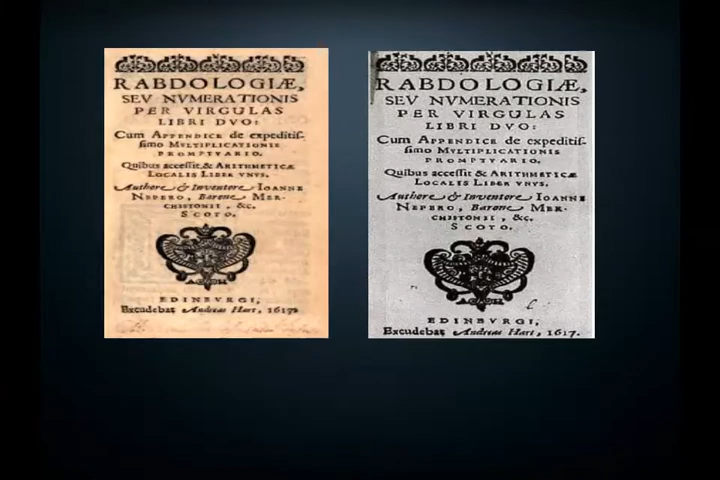 RABDOLOGIÆ,
SEV NVMERATIONIS
PER VIRGULAS
LIBRI DVO:
Cum APPENDICE de expeditis-
simo MVLTIPLICATIONIS
PROMPTVARIO.
Quibus accessit & ARITHMETICÆ
LOCALIS LIBER VNVS.
Authore & Inventore IOANNE
NEPERO, Barone MER-
CHISTONII, &c.
SCOTO.
EDINBVRGI,
Excudebat Andreas Hart, 1617.
RABDOLOGIÆ,
SEV NVMERATIONIS
PER VIRGULAS
LIBRI DVO:
Cum APPENDICE de expeditis-
simo MVLTIPLICATIONIS
PROMPTVARIO.
Quibus accessit & ARITHMETICÆ
LOCALIS LIBER VNVS.
Authore & Inventore IOANNE
NEPERO, Barone MER-
CHISTONII, &c.
SCOTO.
EDINBVRGI,
Excudebat Andreas Hart, 1617.